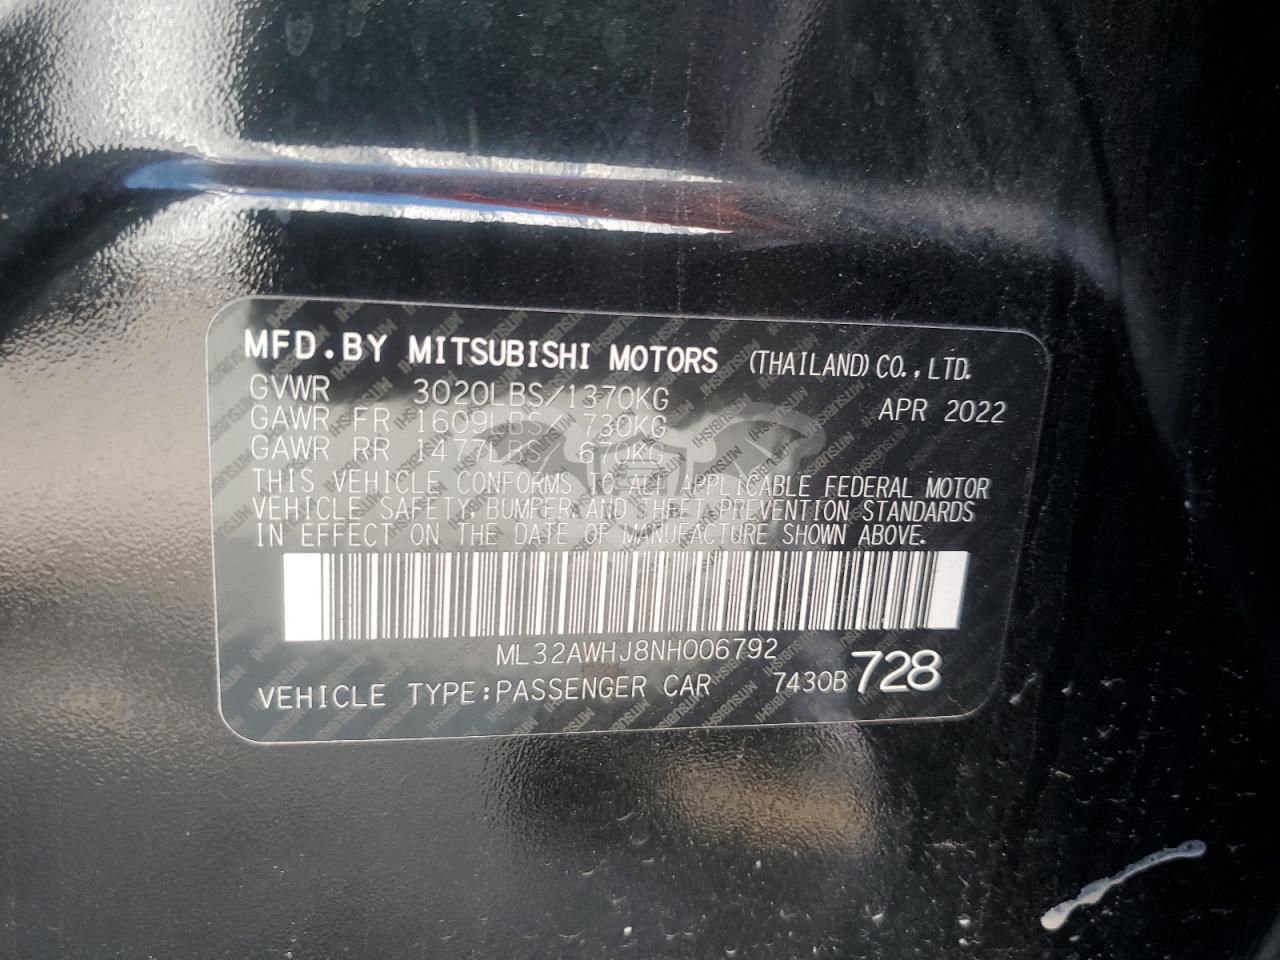 MFD.BY MITSUBISHI MOTORS (THAILAND) CO.,LTD.
GVWR 3020LBS/1370KG APR 2022
GAWR FR 1609LBS/ 730KG
GAWR RR 1477LBS/ 670KG
THIS VEHICLE CONFORMS TO ALL APPLICABLE FEDERAL MOTOR
VEHICLE SAFETY, BUMPER AND THEFT PREVENTION STANDARDS
IN EFFECT ON THE DATE OF MANUFACTURE SHOWN ABOVE.
ML32AWHJ8NH006792
VEHICLE TYPE:PASSENGER CAR 7430B 728